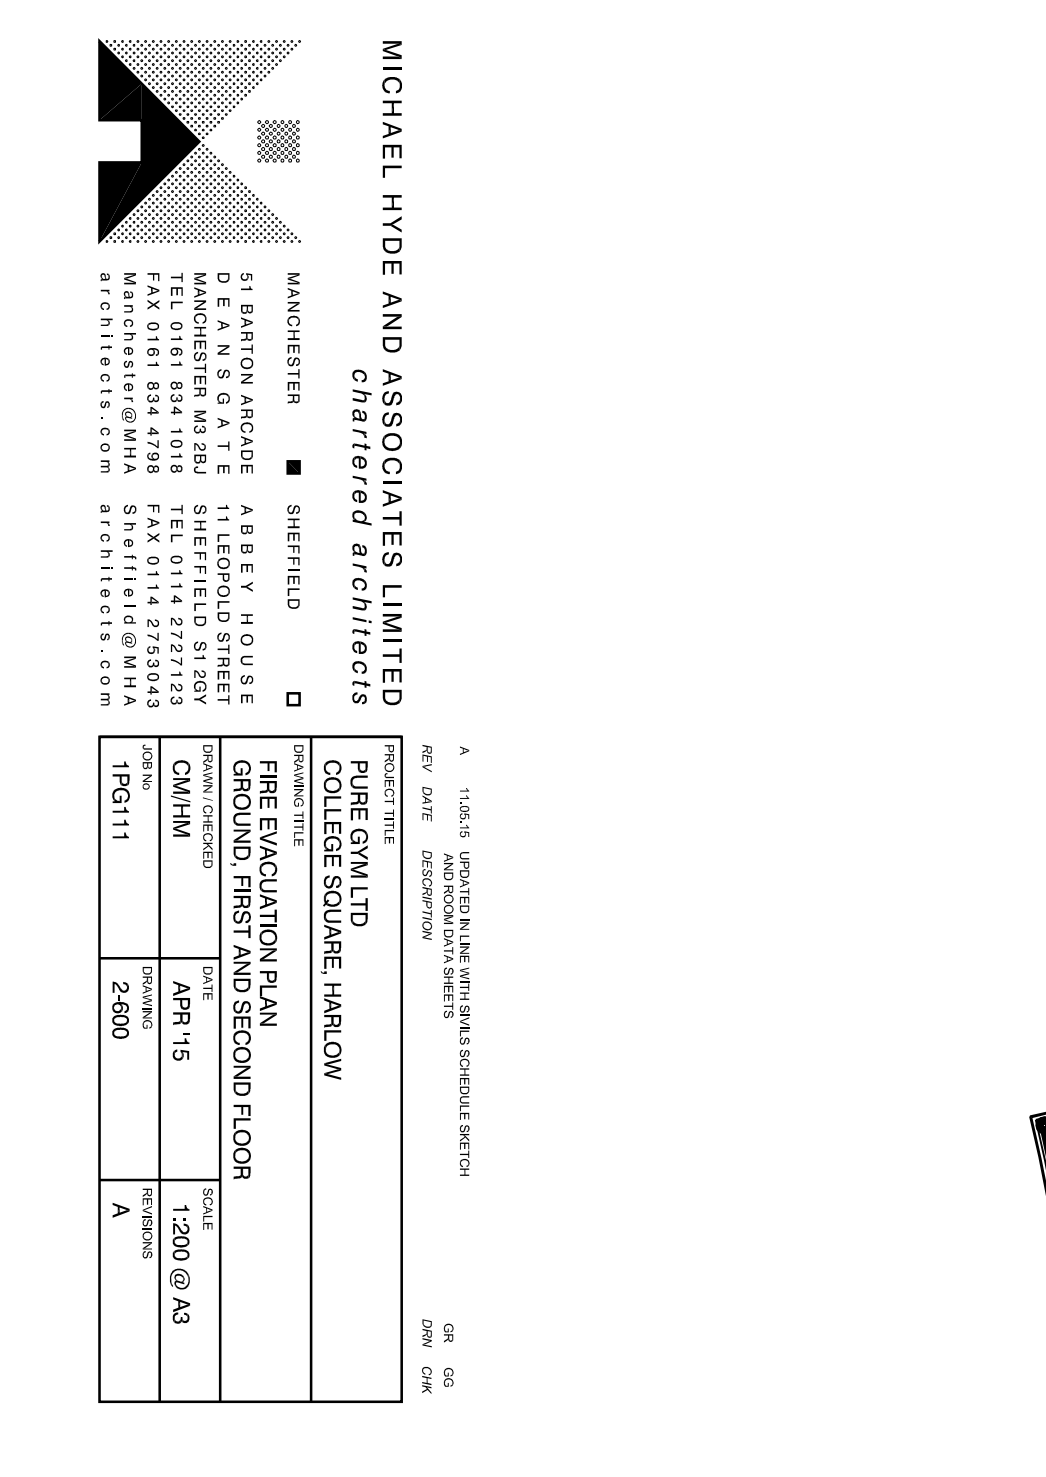 MICHAEL HYDE AND ASSOCIATES LIMITED
chartered architects
MANCHESTER
51 BARTON ARCADE
DEANSGATE
MANCHESTER M3 2BJ
TEL 0161 834 1018
FAX 0161 834 4798
Manchester@MHA
architects.com
SHEFFIELD
ABBEY HOUSE
11 LEOPOLD STREET
SHEFFIELD S1 2GY
TEL 0114 2727123
FAX 0114 2753043
Sheffield@MHA
architects.com
A 11.05.15 UPDATED IN LINE WITH SIVILS SCHEDULE SKETCH
AND ROOM DATA SHEETS GR GG
REV DATE DESCRIPTION DRN CHK
PROJECT TITLE
PURE GYM LTD
COLLEGE SQUARE, HARLOW
DRAWING TITLE
FIRE EVACUATION PLAN
GROUND, FIRST AND SECOND FLOOR
DRAWN / CHECKED
CM/HM
DATE
APR '15
SCALE
1:200 @ A3
JOB No
1PG111
DRAWING
2-600
REVISIONS
A